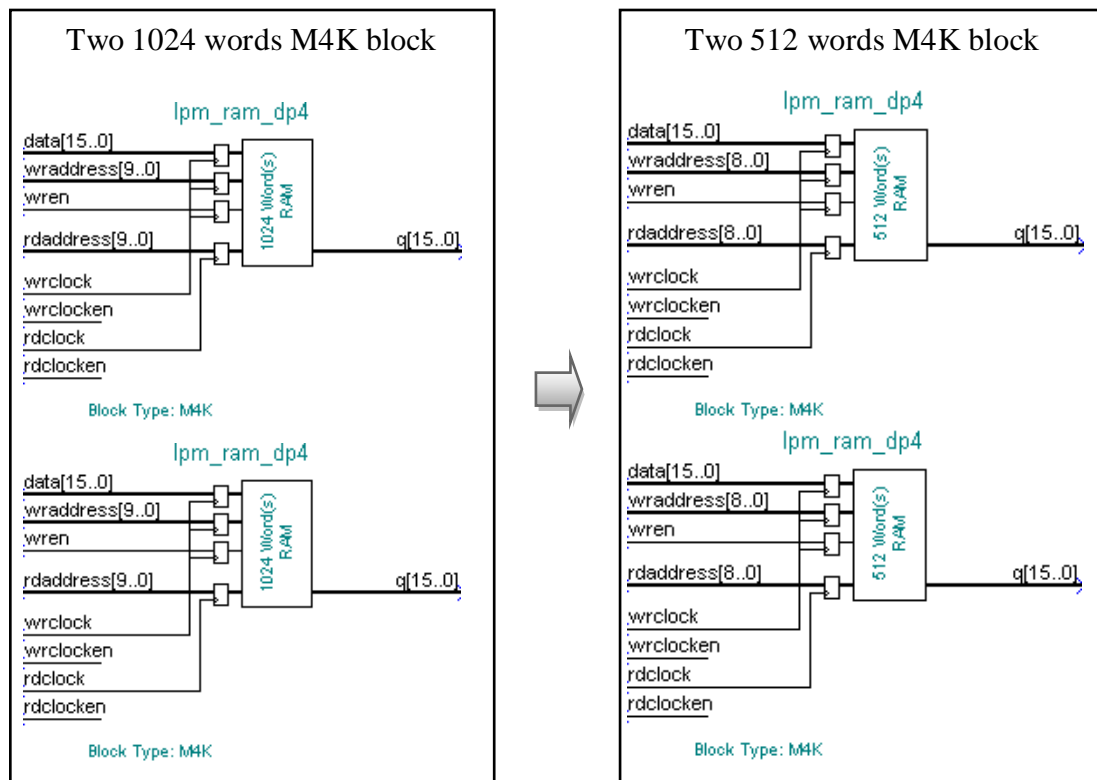 Two 1024 words M4K block
lpm_ram_dp4
data[15..0]
wraddress[9..0]
wren
rdaddress[9..0]
q[15..0]
wrclock
wrclocken
rdclock
rdclocken
1024 Word(s)
RAM
Block Type: M4K
lpm_ram_dp4
data[15..0]
wraddress[9..0]
wren
rdaddress[9..0]
q[15..0]
wrclock
wrclocken
rdclock
rdclocken
1024 Word(s)
RAM
Block Type: M4K
Two 512 words M4K block
lpm_ram_dp4
data[15..0]
wraddress[8..0]
wren
rdaddress[8..0]
q[15..0]
wrclock
wrclocken
rdclock
rdclocken
512 Word(s)
RAM
Block Type: M4K
lpm_ram_dp4
data[15..0]
wraddress[8..0]
wren
rdaddress[8..0]
q[15..0]
wrclock
wrclocken
rdclock
rdclocken
512 Word(s)
RAM
Block Type: M4K